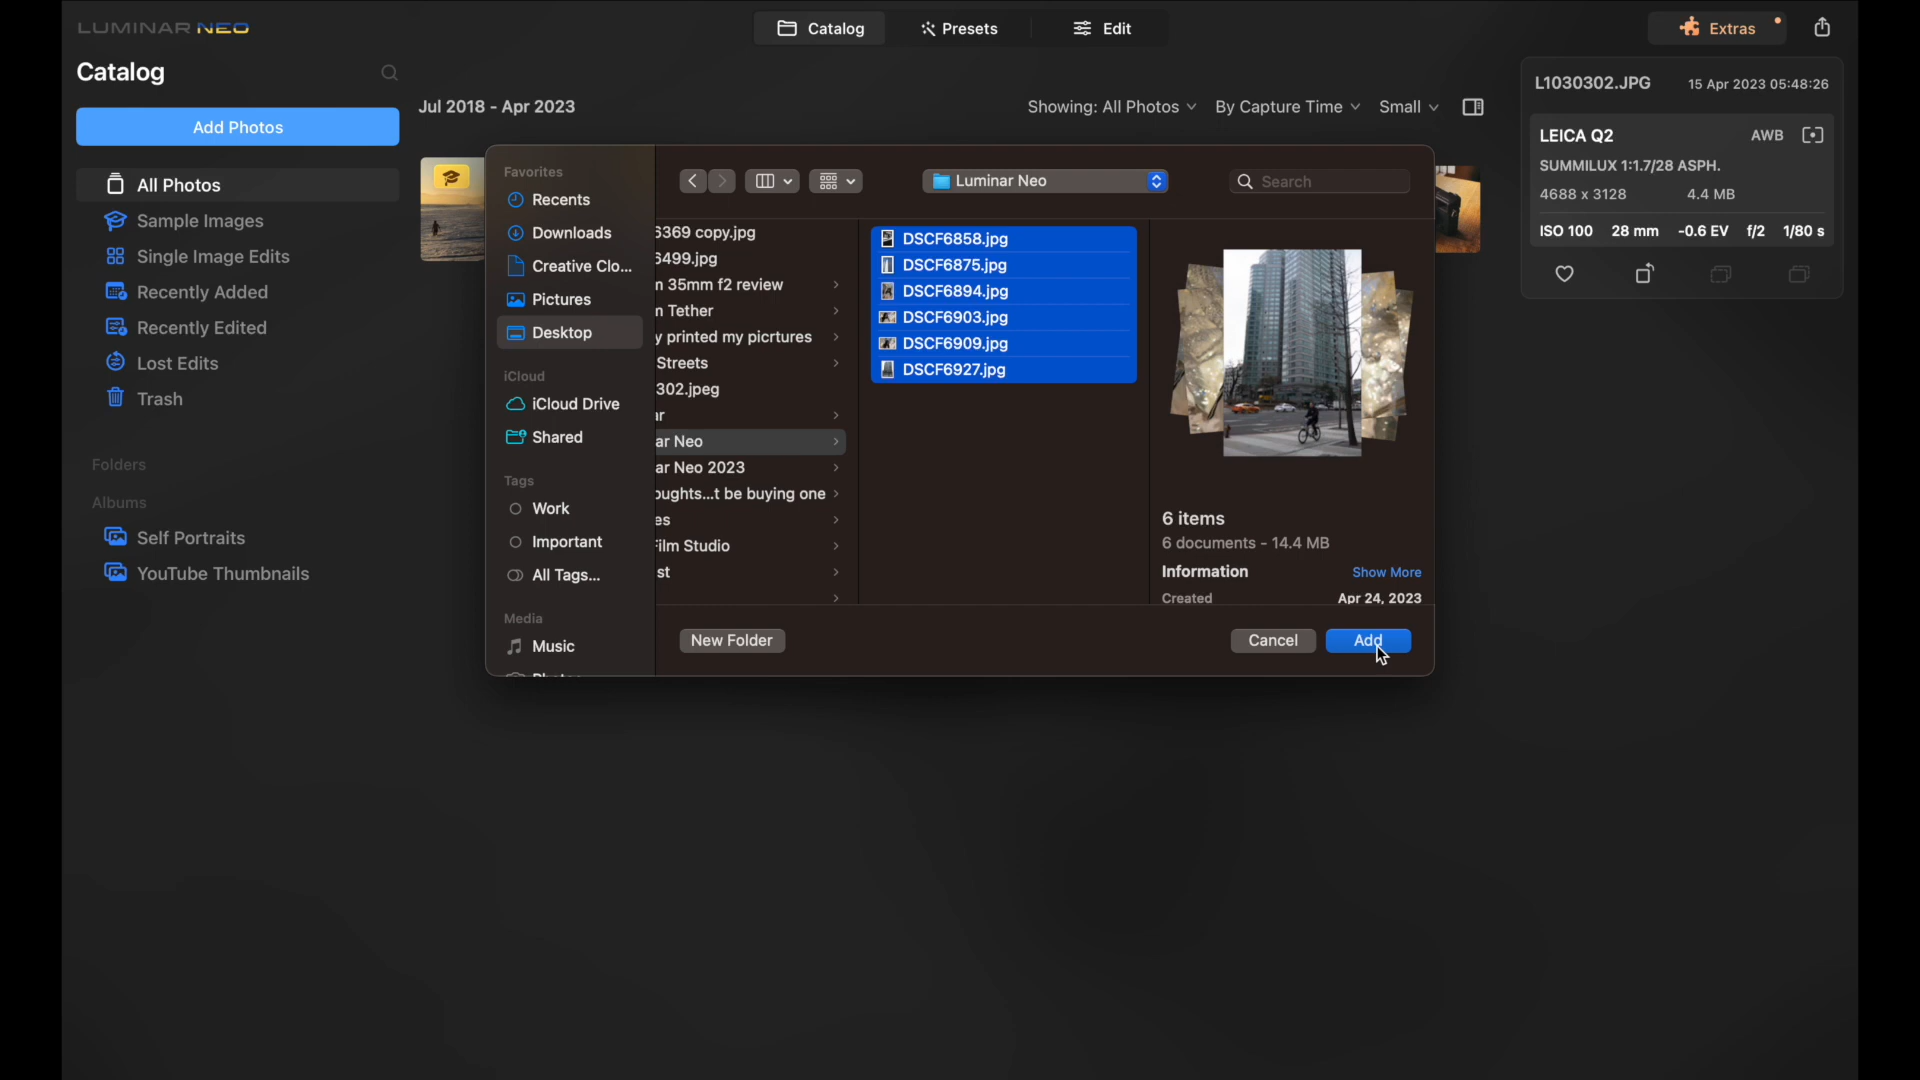 LUMINAR NEO
Catalog
Presets
Edit
Extras
Catalog
Add Photos
All Photos
Sample Images
Single Image Edits
Recently Added
Recently Edited
Lost Edits
Trash
Folders
Albums
Self Portraits
YouTube Thumbnails
Jul 2018 - Apr 2023
Showing: All Photos
By Capture Time
Small
Favorites
Recents
Downloads
Creative Clo...
Pictures
Desktop
iCloud
iCloud Drive
Shared
Tags
Work
Important
All Tags...
Media
Music
Luminar Neo
Search
6369 copy.jpg
6499.jpg
n 35mm f2 review
n Tether
y printed my picrtures
Streets
302.jpeg
ar
ar Neo
ar Neo 2023
oughts...t be buying one
es
Film Studio
st
DSCF6858.jpg
DSCF6875.jpg
DSCF6894.jpg
DSCF6903.jpg
DSCF6909.jpg
DSCF6927.jpg
6 items
6 documents - 14.4 MB
Information Show More
Created Apr 24, 2023
New Folder
Cancel
Add
L1030302.JPG 15 Apr 2023 05:48:26
LEICA Q2 AWB
SUMMILUX 1:1.7/28 ASPH.
4688 x 3128 4.4 MB
ISO 100 28 mm -0.6 EV f/2 1/80 s